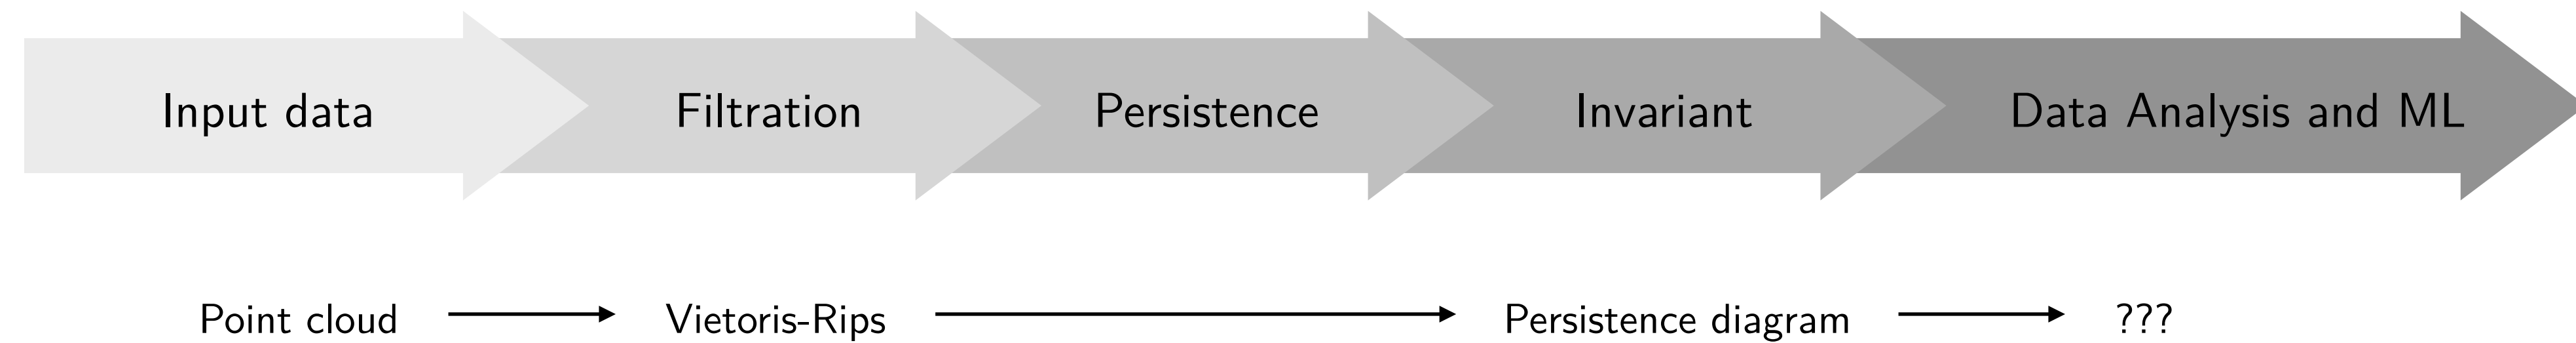 Input data Filtration Persistence Invariant Data Analysis and ML
Point cloud Vietoris-Rips Persistence diagram ???